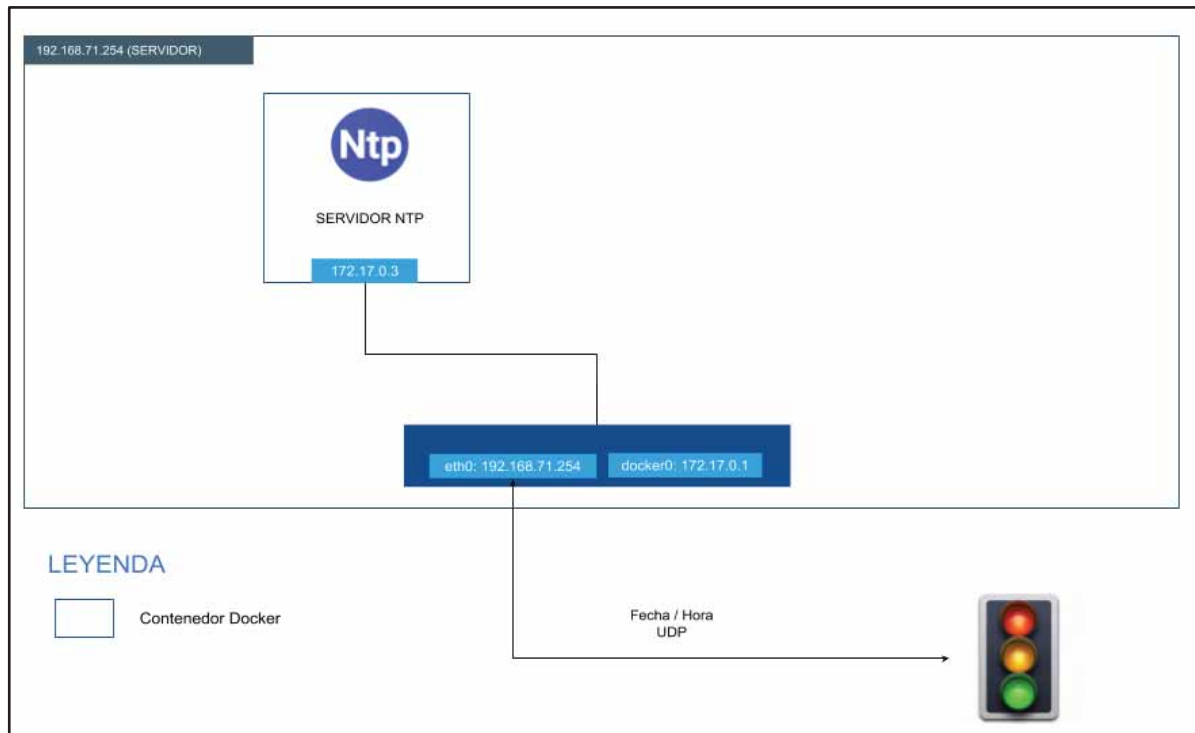 192.168.71.254 (SERVIDOR)
Ntp
SERVIDOR NTP
172.17.0.3
eth0: 192.168.71.254
docker0: 172.17.0.1
LEYENDA
Contenedor Docker
Fecha / Hora
UDP